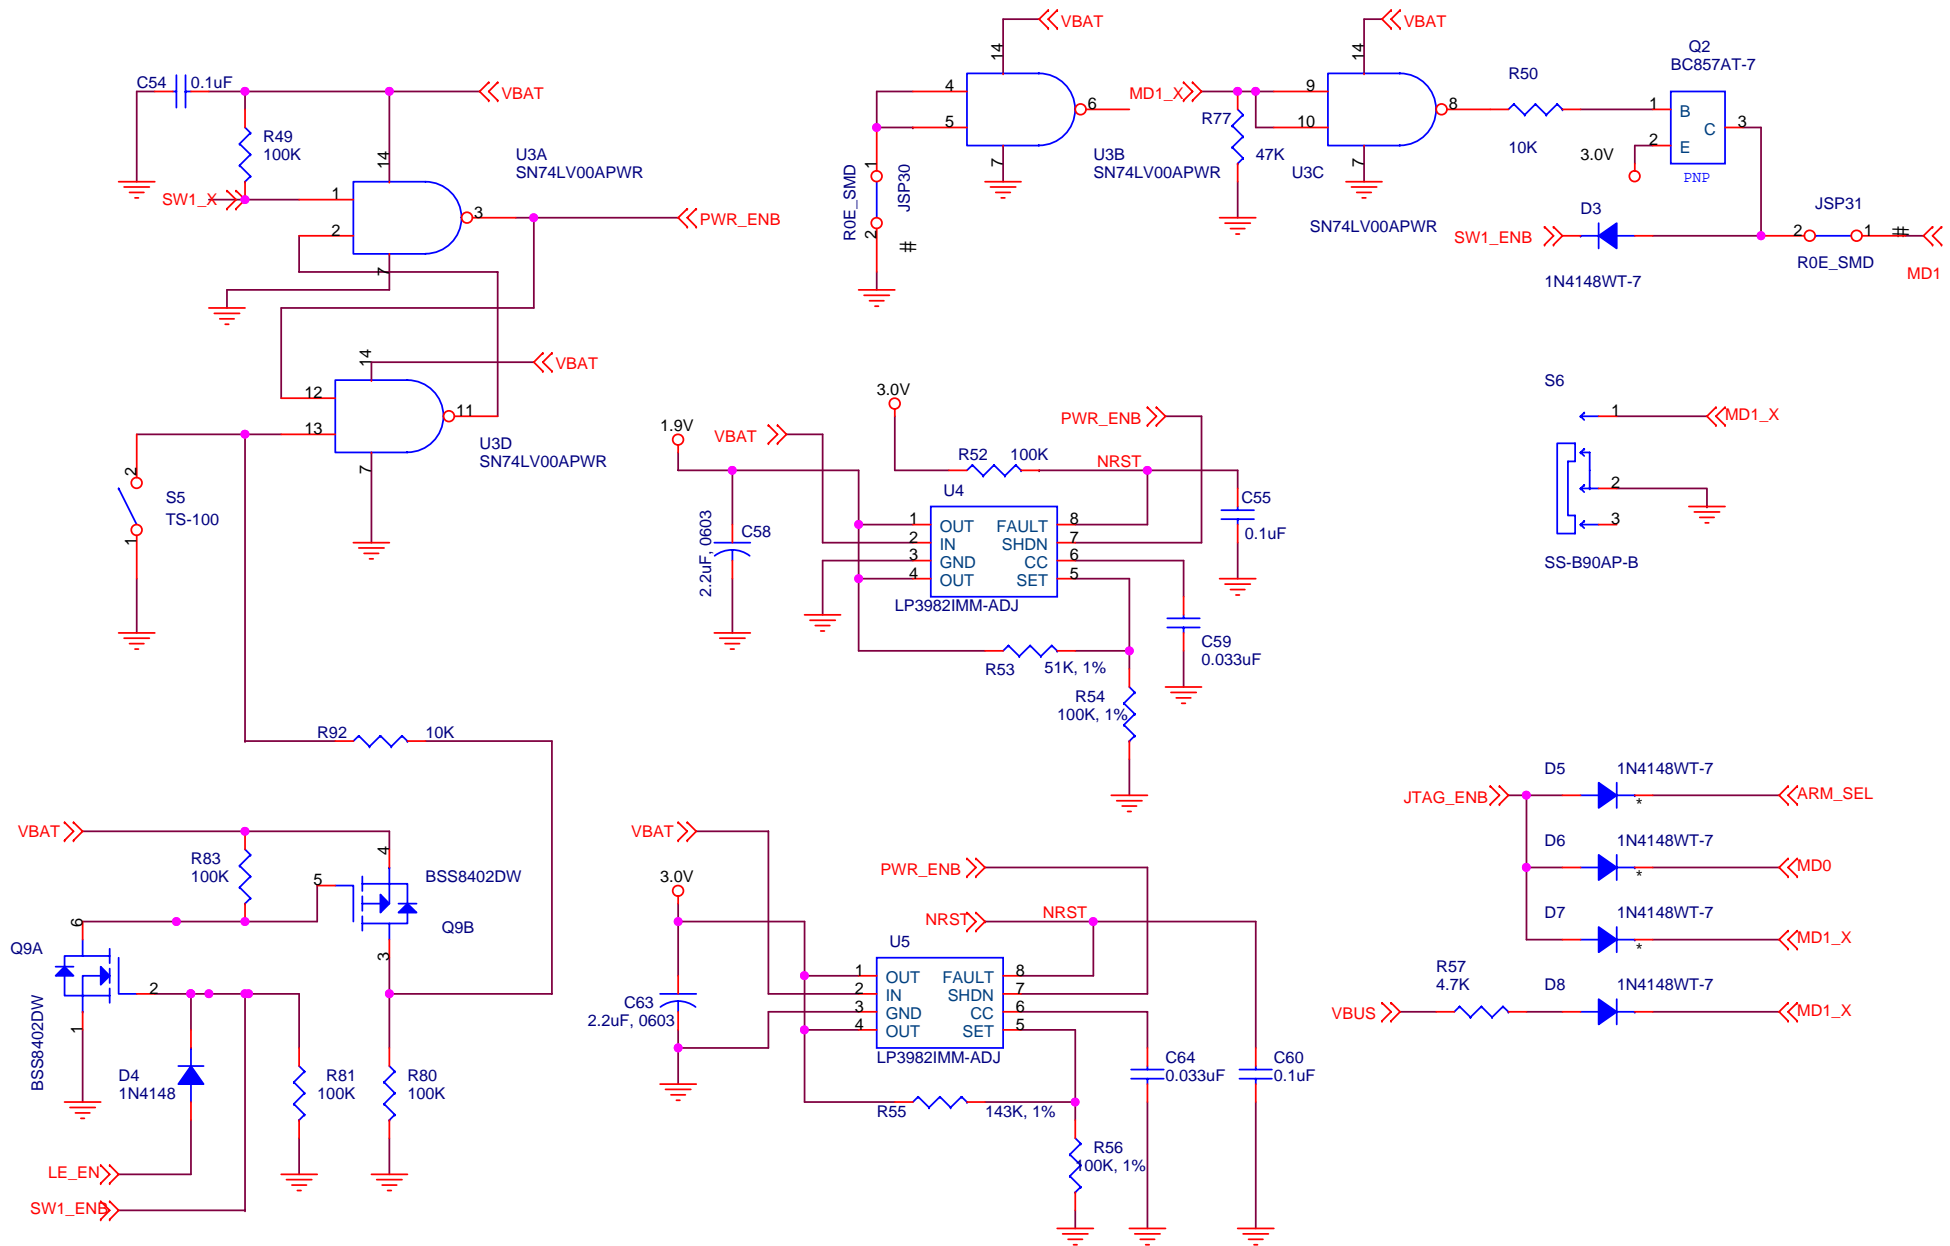 C54
0.1uF
VBAT
R49
100K
14
SW1_X
1
2
3
7
U3A
SN74LV00APWR
PWR_ENB
14
VBAT
12
13
11
7
U3D
SN74LV00APWR
2
1
S5
TS-100
R92
10K
VBAT
R83
100K
4
5
BSS8402DW
Q9B
3
6
Q9A
2
1
BSS8402DW
D4
1N4148
R81
100K
R80
100K
LE_EN
SW1_ENB
VBAT
14
4
5
6
7
U3B
SN74LV00APWR
1
2
R0E_SMD
JSP30
#
MD1_X
R77
47K
VBAT
14
9
10
8
7
U3C
SN74LV00APWR
R50
10K
Q2
BC857AT-7
1
B
2
E
C
3
PNP
3.0V
D3
SW1_ENB
1N4148WT-7
JSP31
2
1
#
R0E_SMD
MD1
1.9V
VBAT
3.0V
PWR_ENB
R52
100K
NRST
U4
C58
2.2uF, 0603
1 OUT FAULT 8
2 IN SHDN 7
3 GND CC 6
4 OUT SET 5
LP3982IMM-ADJ
C55
0.1uF
C59
0.033uF
R53
51K, 1%
R54
100K, 1%
S6
1
MD1_X
2
3
SS-B90AP-B
VBAT
3.0V
PWR_ENB
NRST
NRST
U5
C63
2.2uF, 0603
1 OUT FAULT 8
2 IN SHDN 7
3 GND CC 6
4 OUT SET 5
LP3982IMM-ADJ
C64
0.033uF
C60
0.1uF
R55
143K, 1%
R56
100K, 1%
D5
1N4148WT-7
JTAG_ENB
*
ARM_SEL
D6
1N4148WT-7
*
MD0
D7
1N4148WT-7
*
MD1_X
R57
4.7K
D8
1N4148WT-7
VBUS
MD1_X